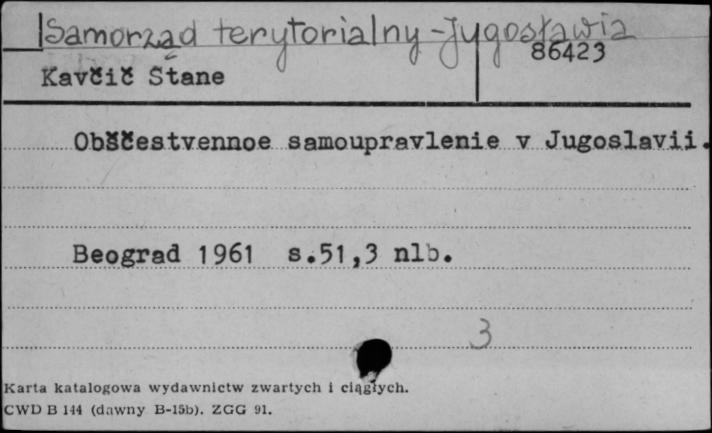 Samorząd terytorialny - Jugosławia
86423
Kavčič Stane
Obščestvennoe samoupravlenie v Jugoslavii.
Beograd 1961 s.51,3 nlb.
3
Karta katalogowa wydawnictw zwartych i ciągłych.
CWD B 144 (dawny B-15b). ZGG 91.